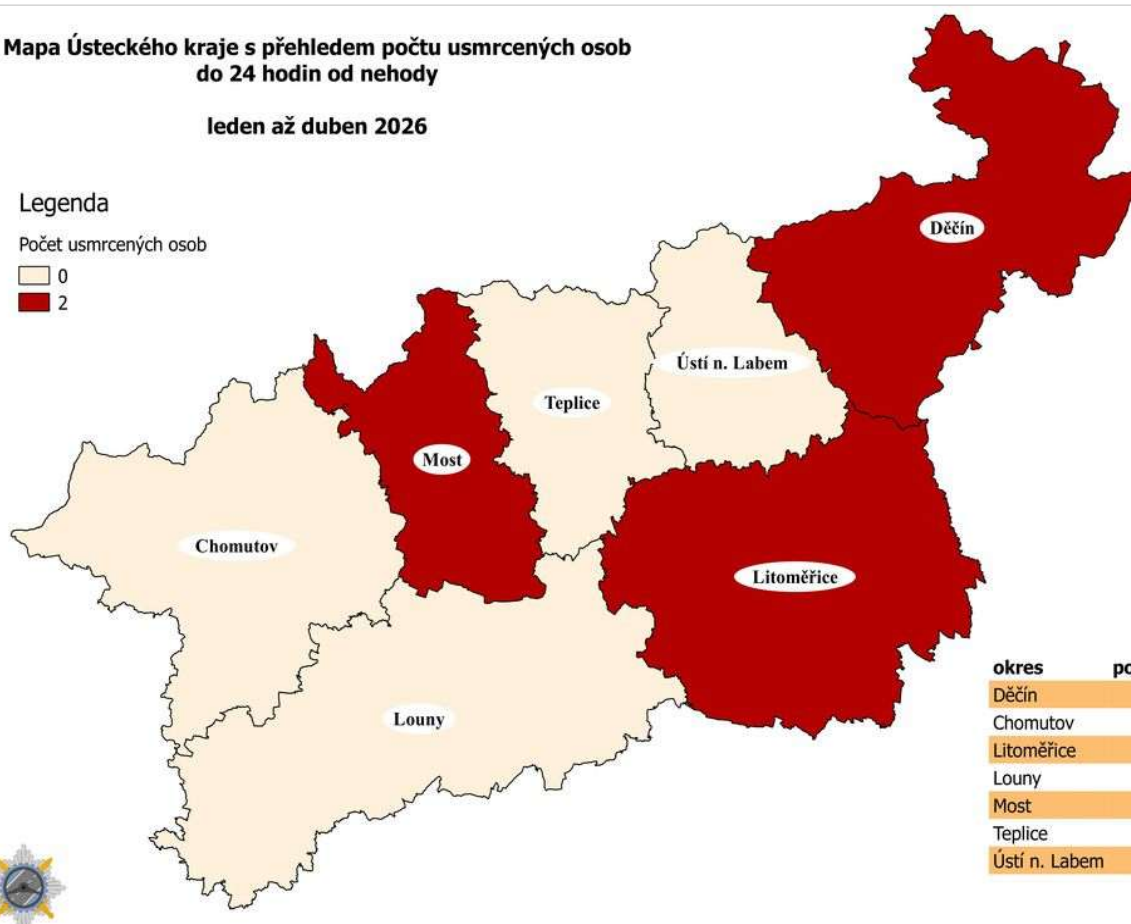 Mapa Ústeckého kraje s přehledem počtu usmrcených osob
do 24 hodin od nehody
leden až duben 2026
Legenda
Počet usmrcených osob
0
2
Děčín
Ústí n. Labem
Teplice
Most
Chomutov
Litoměřice
Louny
okres
Děčín
Chomutov
Litoměřice
Louny
Most
Teplice
Ústí n. Labem